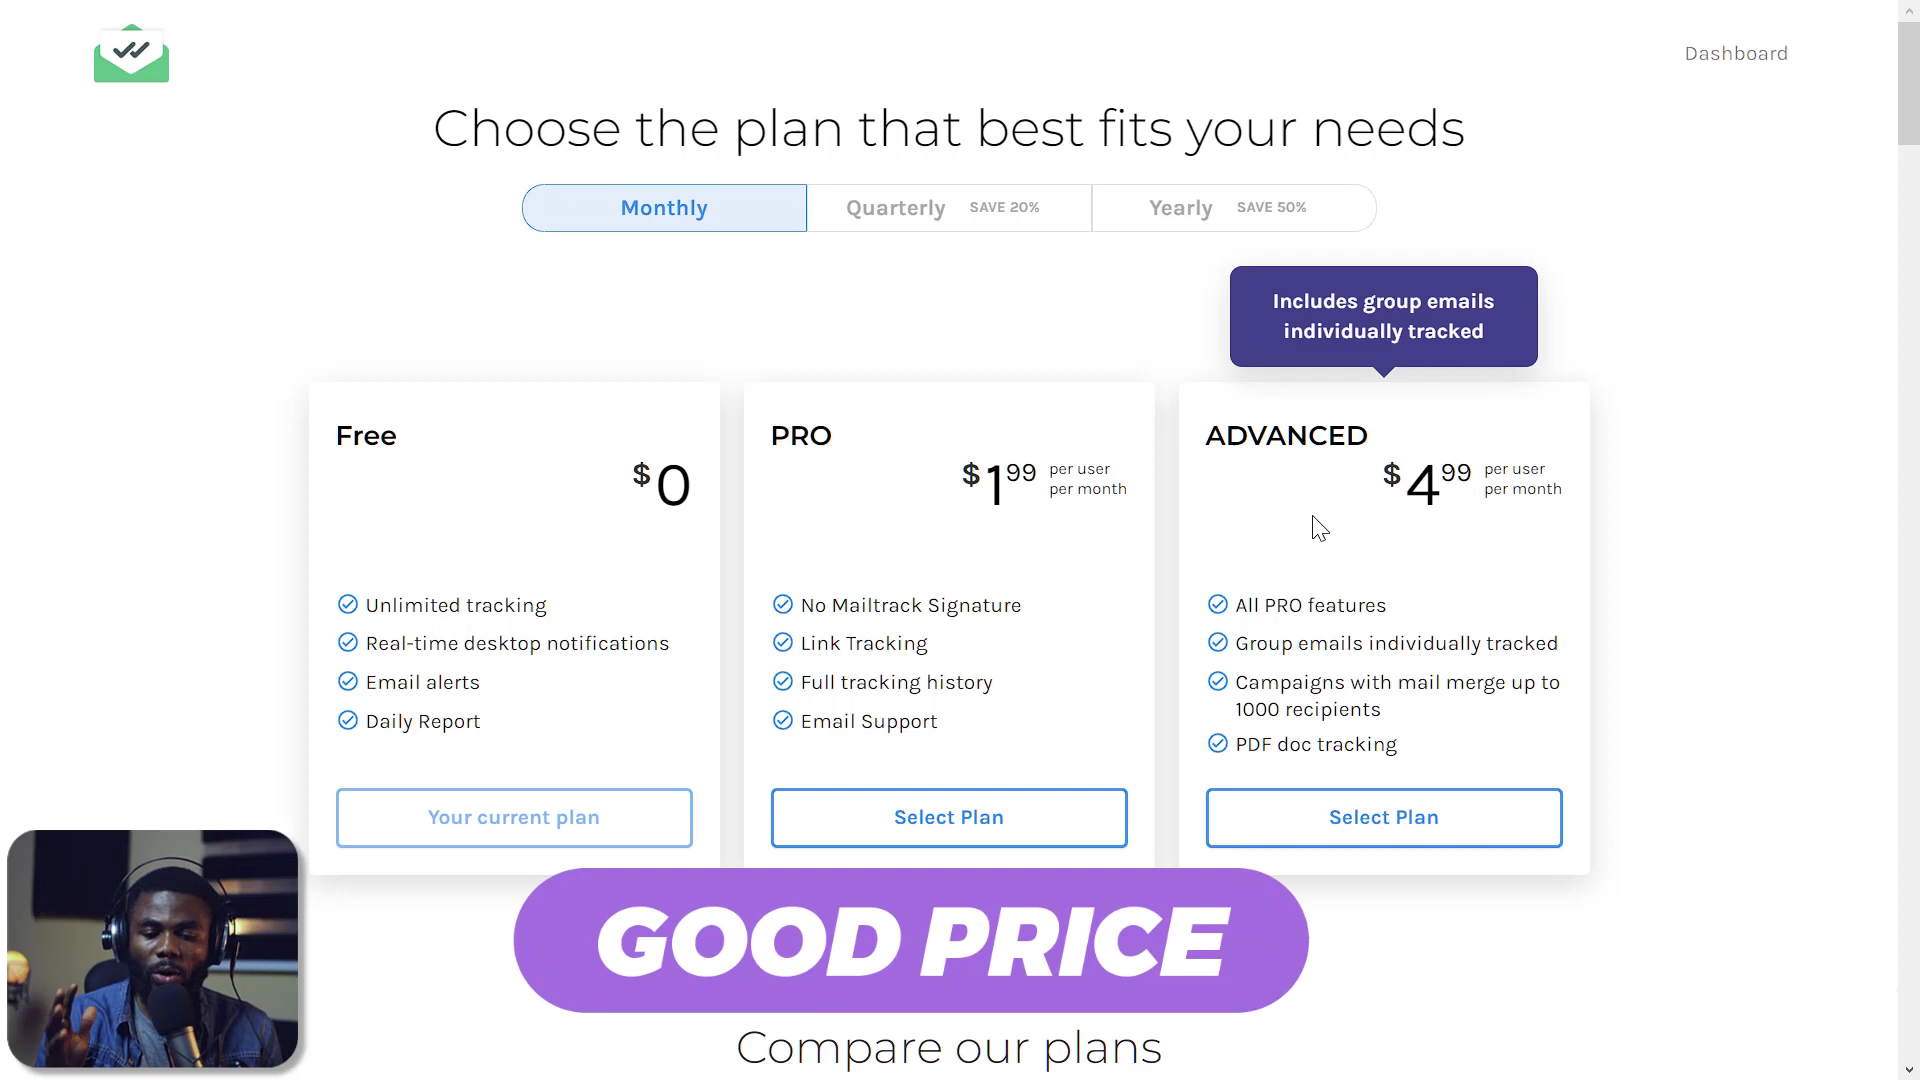 Dashboard
Choose the plan that best fits your needs
Monthly
Quarterly SAVE 20%
Yearly SAVE 50%
Includes group emails
individually tracked
Free
$0
Unlimited tracking
Real-time desktop notifications
Email alerts
Daily Report
Your current plan
PRO
$199 per user
per month
No Mailtrack Signature
Link Tracking
Full tracking history
Email Support
Select Plan
ADVANCED
$499 per user
per month
All PRO features
Group emails individually tracked
Campaigns with mail merge up to
1000 recipients
PDF doc tracking
Select Plan
GOOD PRICE
Compare our plans